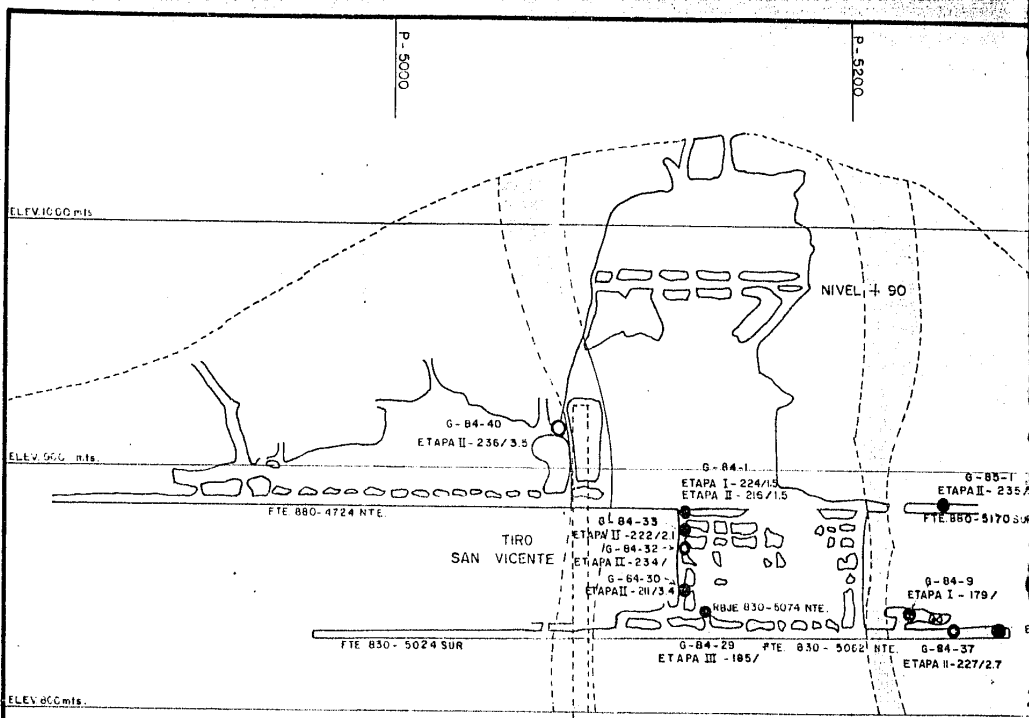 P-5000
P-5200
ELEV.1000 mts
NIVEL + 90
G-84-40
ETAPA II-236/3.5
ELEV. 900 mts.
G-84-1
ETAPA I-224/1.5
ETAPA II-216/1.5
ETAPA II-235/
FTE 880-4724 NTE.
FTE. 880-5170 SUR
TIRO
SAN VICENTE
G-84-33
ETAPA II-222/2.1
G-84-32
ETAPA II-234/
ETAPA II-211/3.4
G-84-9
ETAPA I-179/
RBJE 830-5074 NTE.
FTE 830-5024 SUR
G-84-29
ETAPA III-185/
FTE. 830-5062 NTE.
G-84-37
ETAPA II-227/2.7
ELEV. 800 mts.